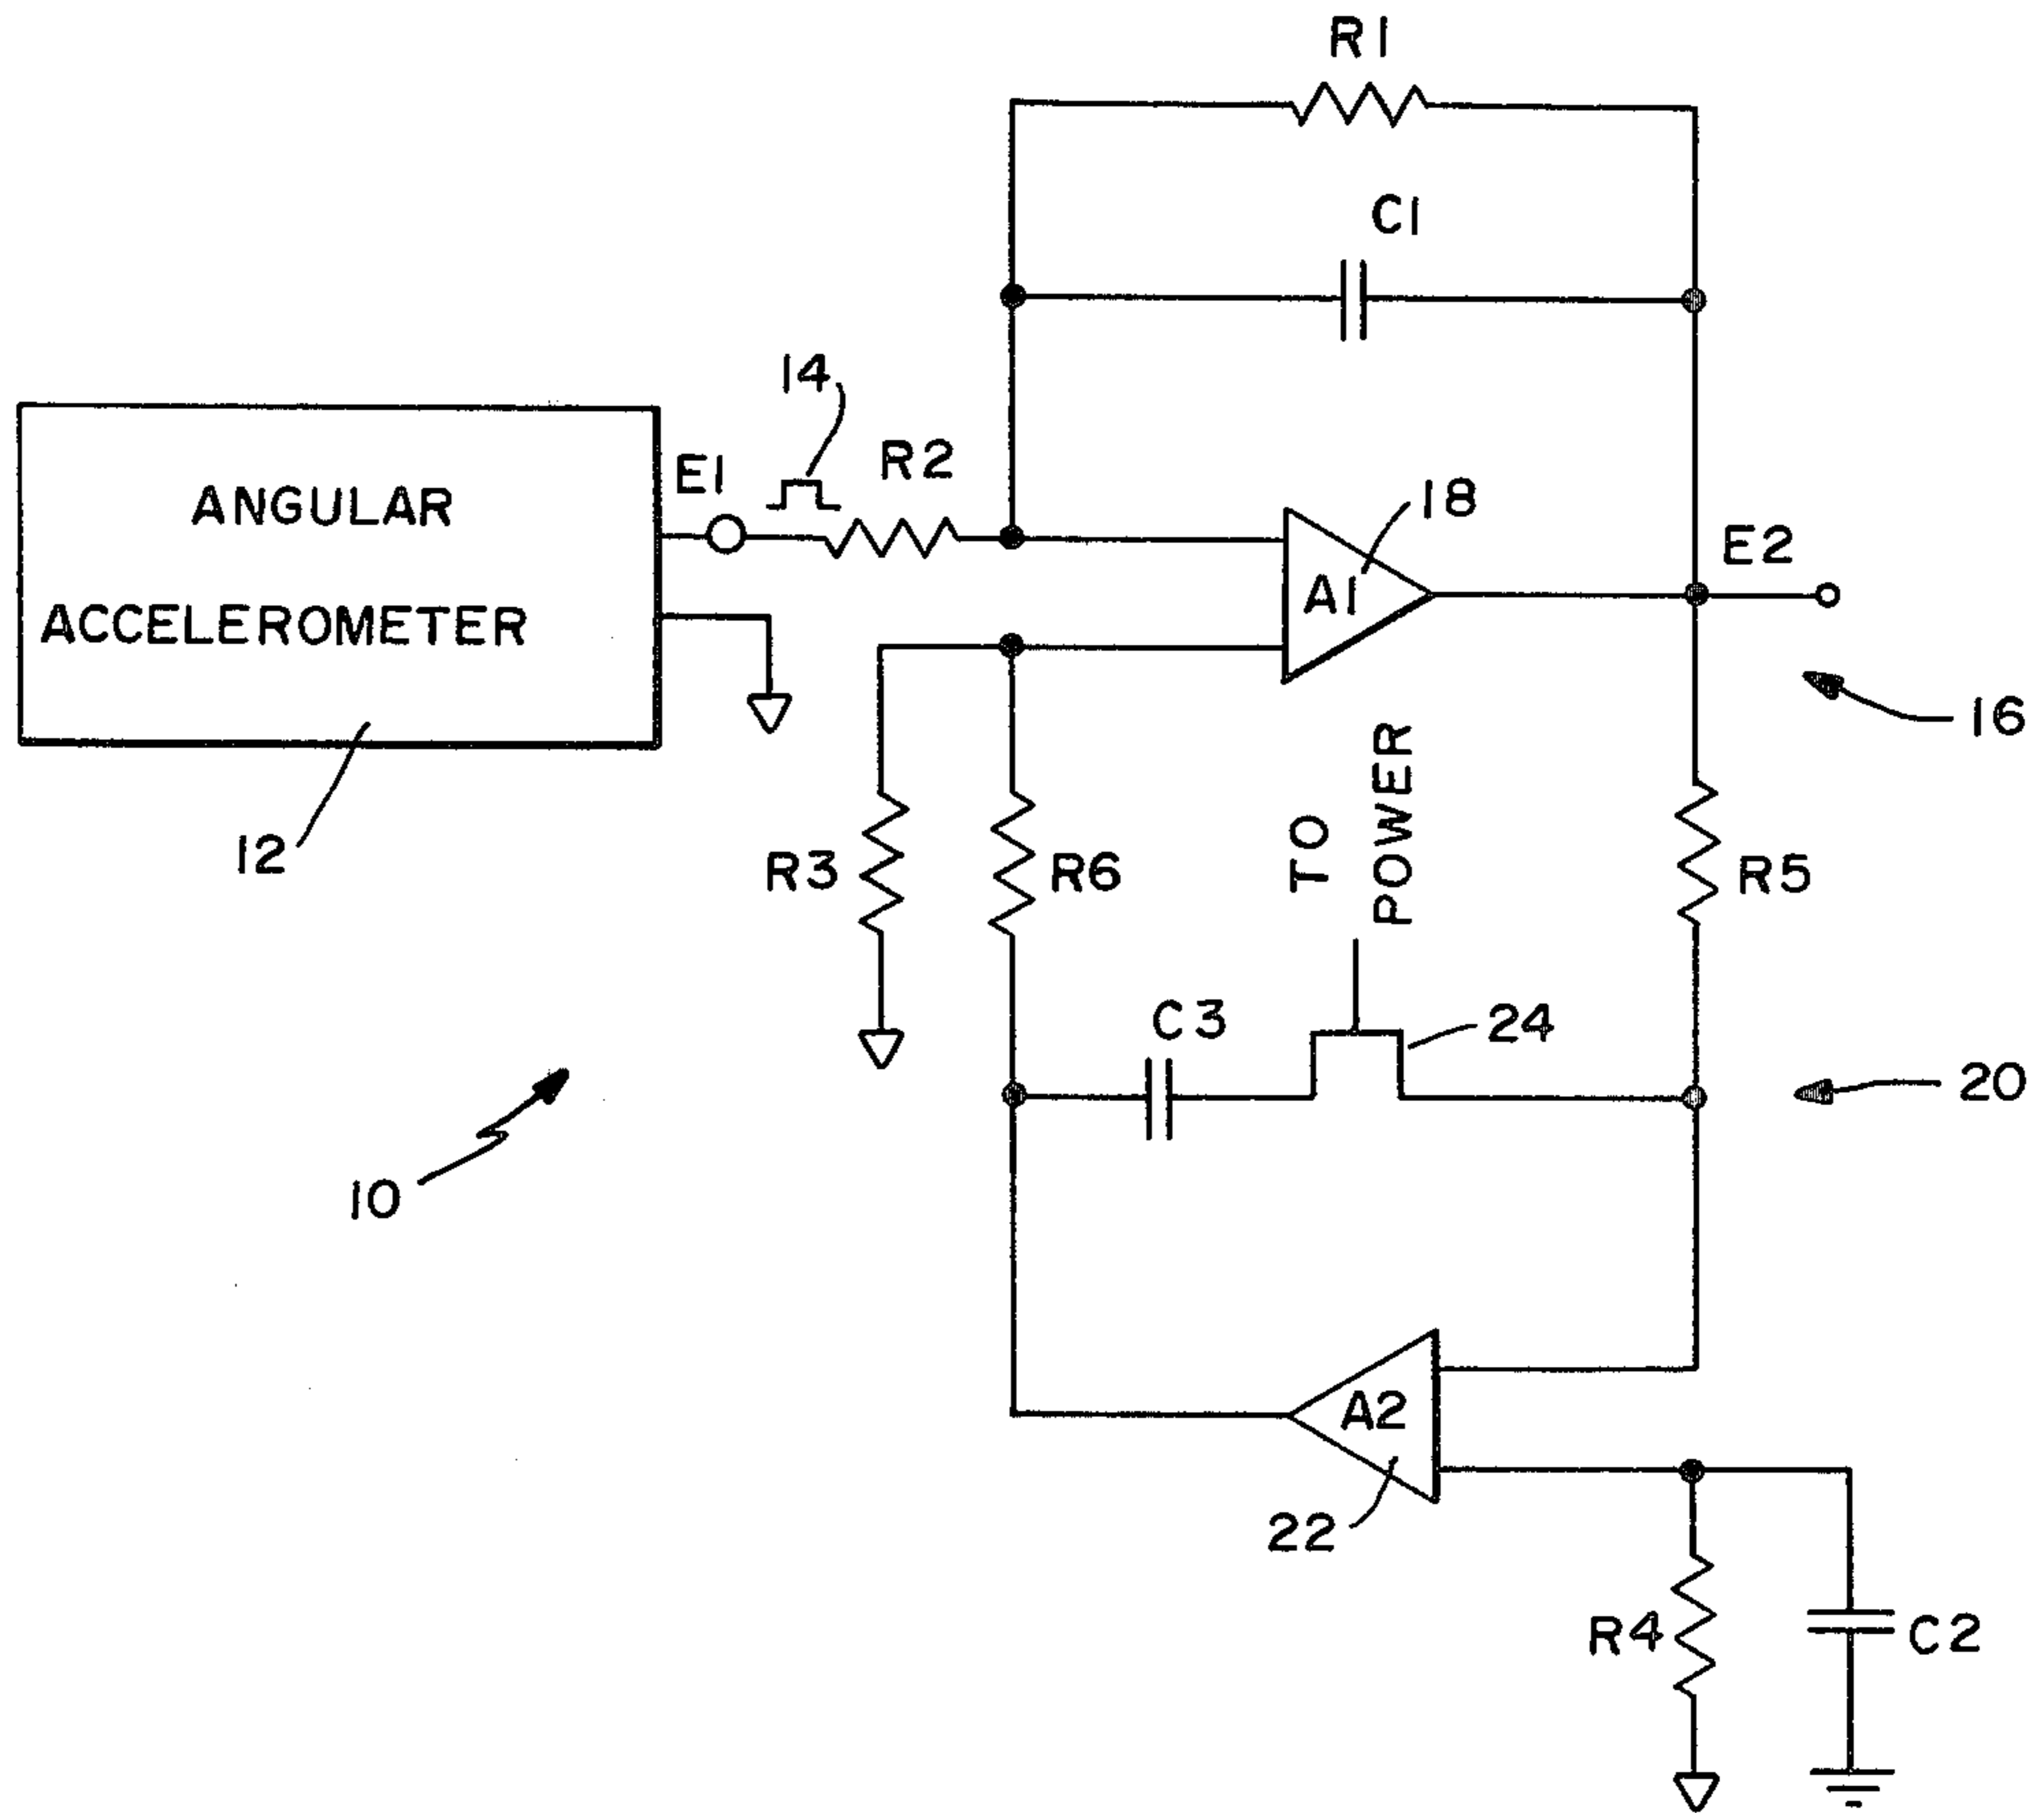 R1
C1
14
E1
R2
ANGULAR
ACCELEROMETER
18
A1
E2
16
12
R3
R6
TO
POWER
R5
C3
24
20
10
A2
22
R4
C2